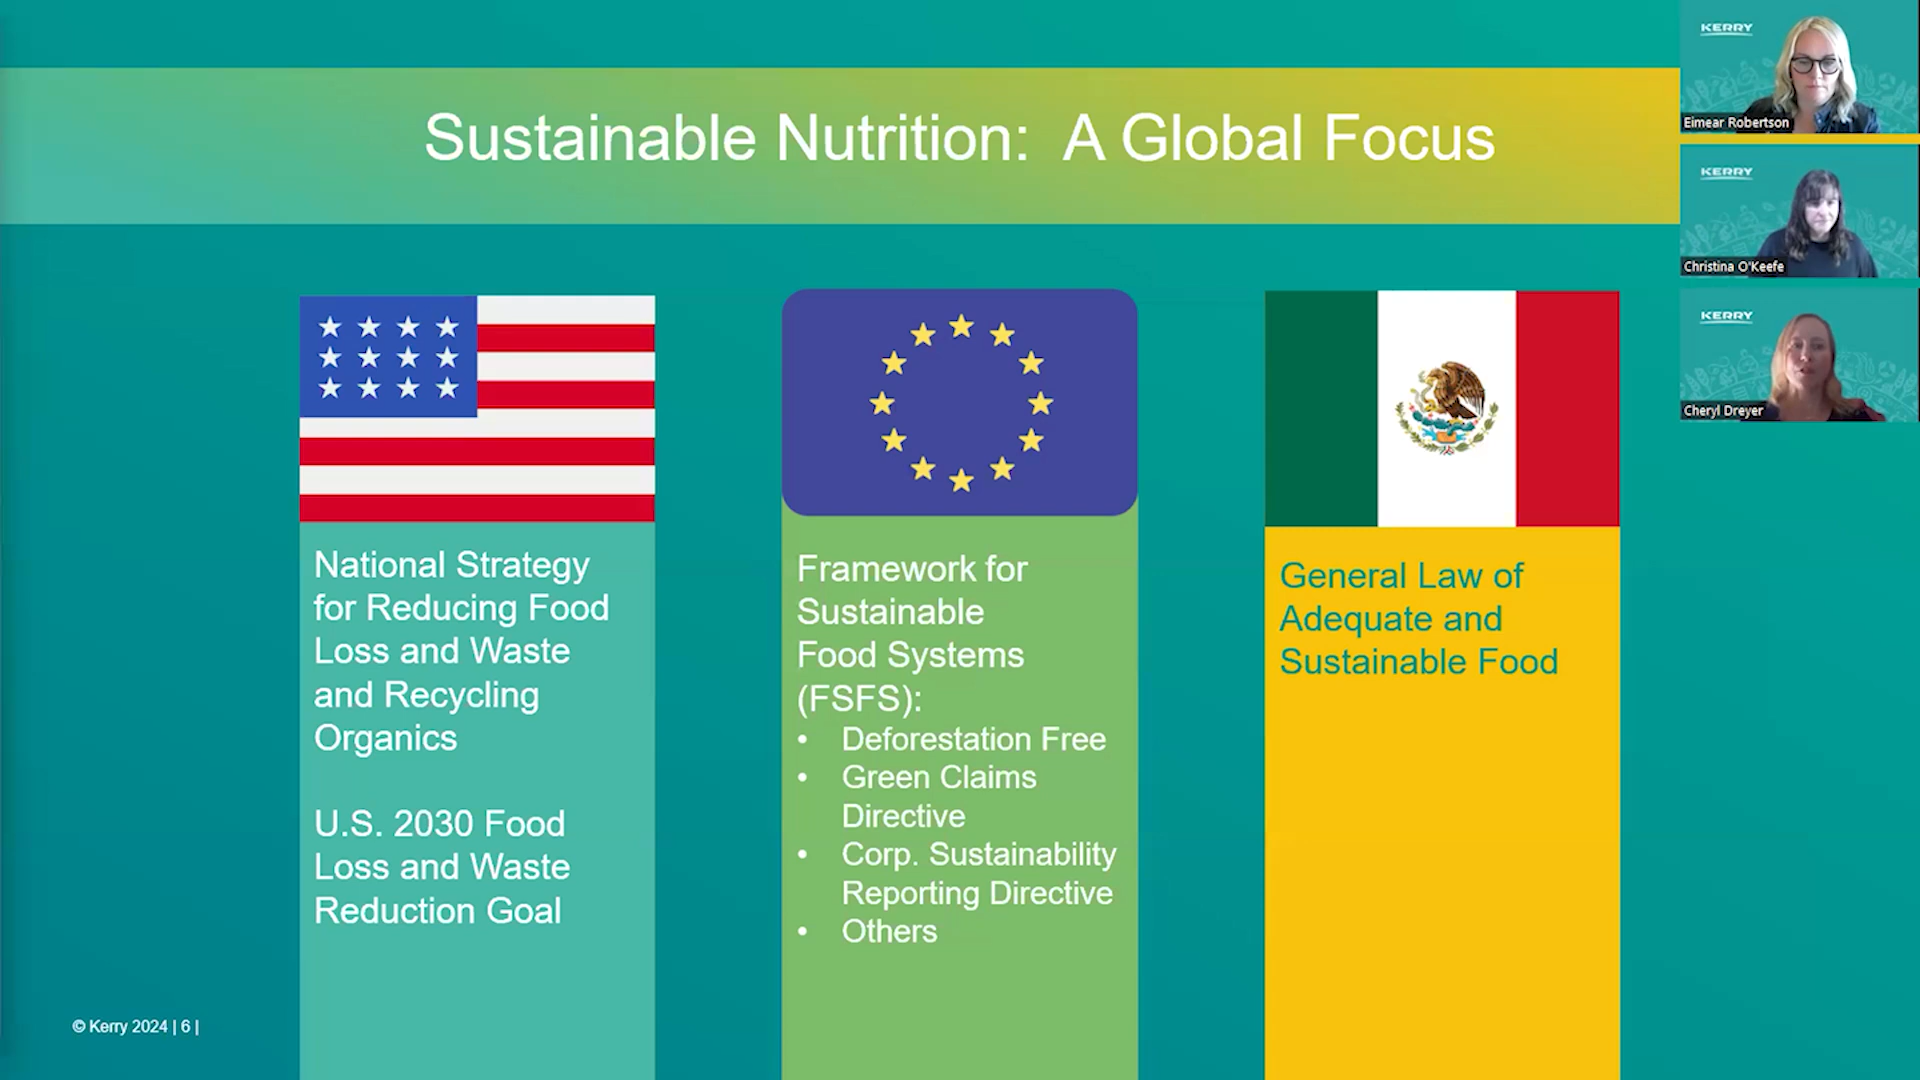 Sustainable Nutrition: A Global Focus
National Strategy
for Reducing Food
Loss and Waste
and Recycling
Organics
U.S. 2030 Food
Loss and Waste
Reduction Goal
Framework for
Sustainable
Food Systems
(FSFS):
• Deforestation Free
• Green Claims
Directive
• Corp. Sustainability
Reporting Directive
• Others
General Law of
Adequate and
Sustainable Food
© Kerry 2024 | 6 |
KERRY
Eimear Robertson
KERRY
Christina O'Keefe
KERRY
Cheryl Dreyer